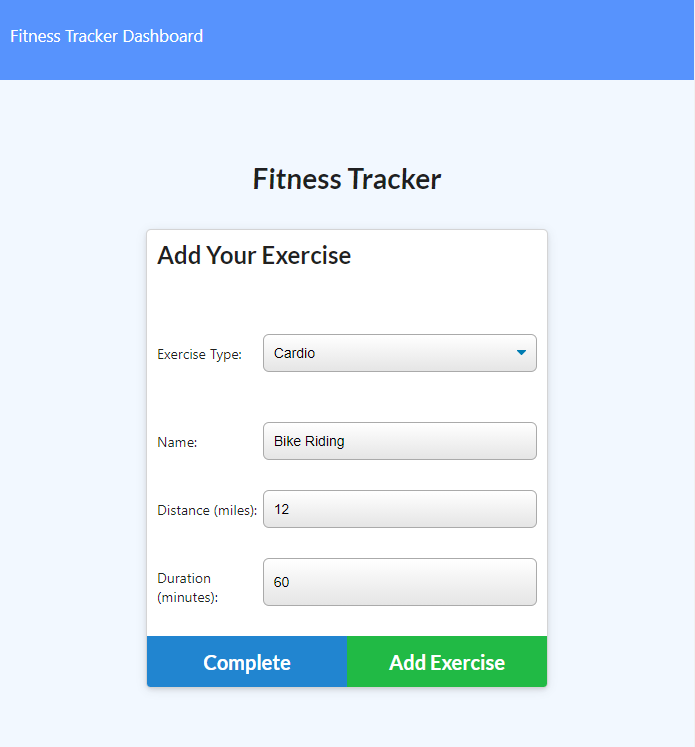 Fitness Tracker Dashboard
Fitness Tracker
Add Your Exercise
Exercise Type: Cardio
Name: Bike Riding
Distance (miles): 12
Duration
(minutes): 60
Complete Add Exercise